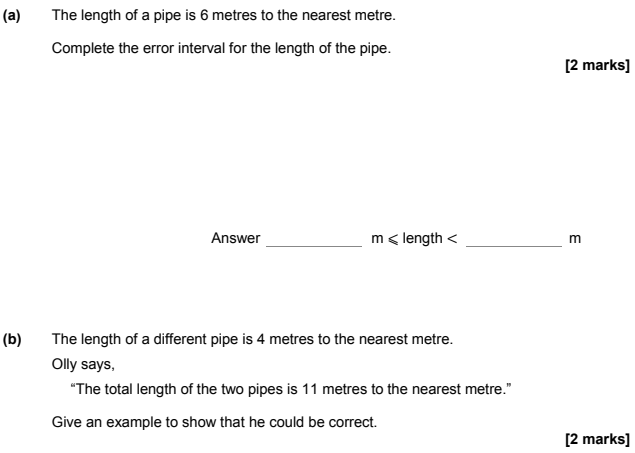 (a) The length of a pipe is 6 metres to the nearest metre.
Complete the error interval for the length of the pipe.
[2 marks]
Answer ____________ m ⩽ length < ____________ m
(b) The length of a different pipe is 4 metres to the nearest metre.
Olly says,
“The total length of the two pipes is 11 metres to the nearest metre.”
Give an example to show that he could be correct.
[2 marks]